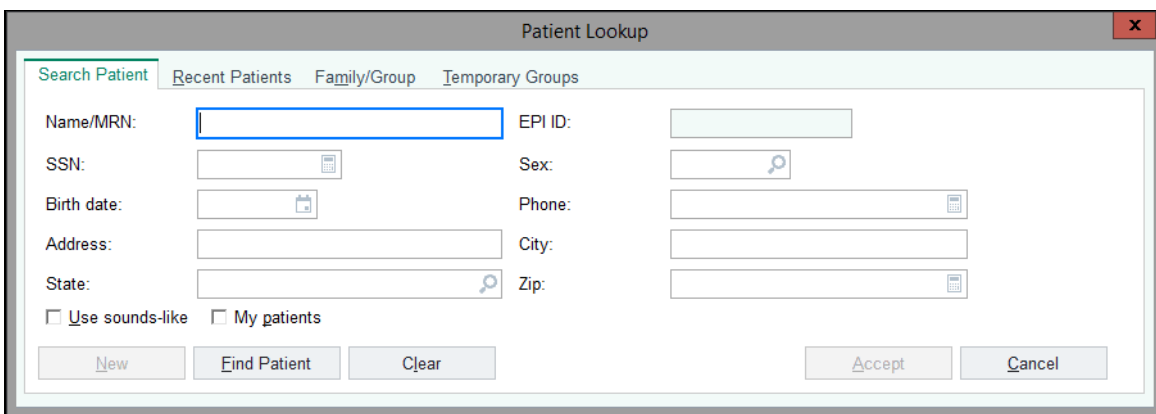 Patient Lookup
x
Search Patient Recent Patients Family/Group Temporary Groups
Name/MRN: EPI ID:
SSN: Sex:
Birth date: Phone:
Address: City:
State: Zip:
Use sounds-like My patients
New Find Patient Clear Accept Cancel